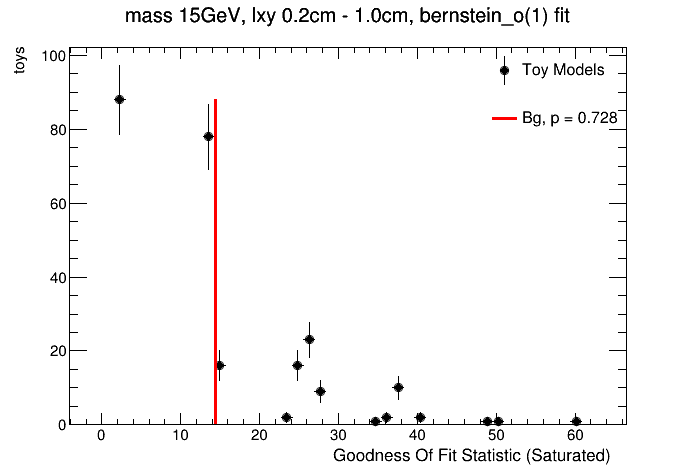 mass 15GeV, lxy 0.2cm - 1.0cm, bernstein_o(1) fit
toys
100
80
60
40
20
0
Toy Models
Bg, p = 0.728
0 10 20 30 40 50 60
Goodness Of Fit Statistic (Saturated)